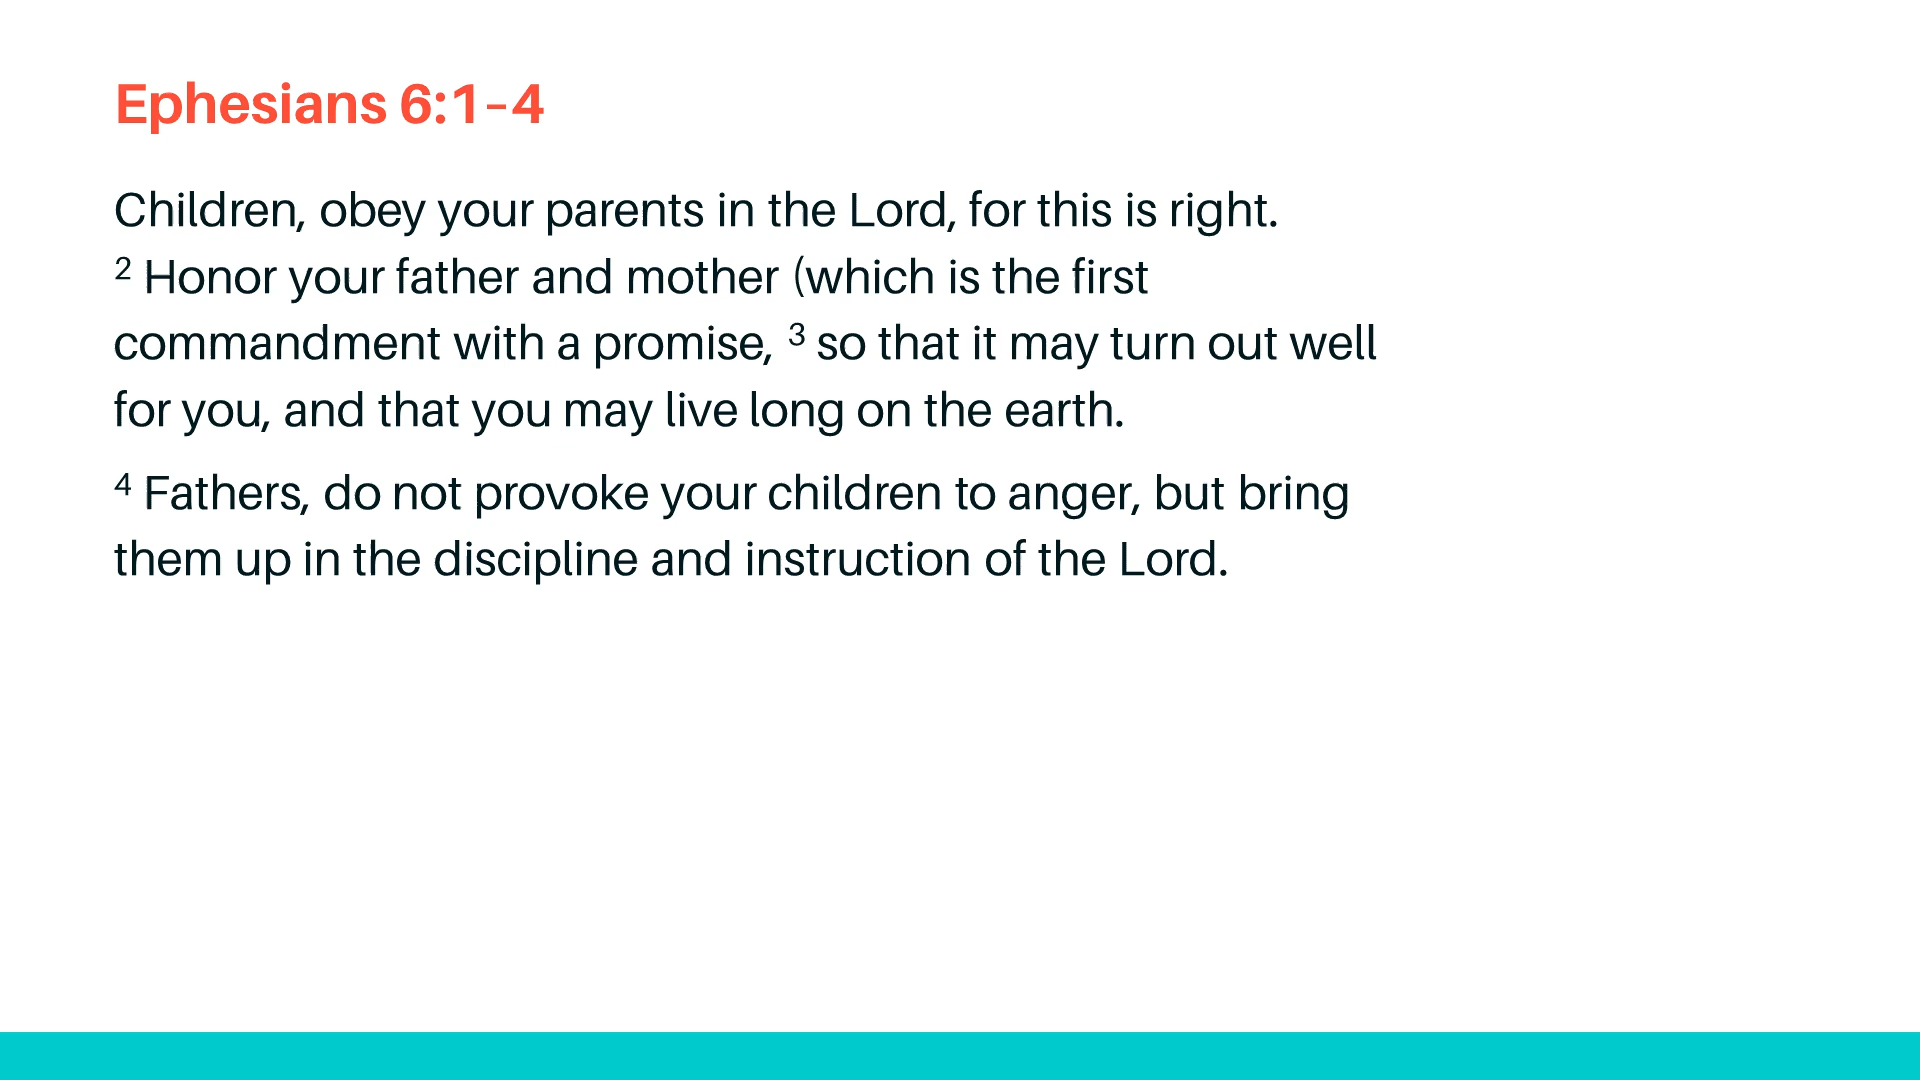 Ephesians 6:1–4
Children, obey your parents in the Lord, for this is right.
² Honor your father and mother (which is the first
commandment with a promise, ³ so that it may turn out well
for you, and that you may live long on the earth.
⁴ Fathers, do not provoke your children to anger, but bring
them up in the discipline and instruction of the Lord.